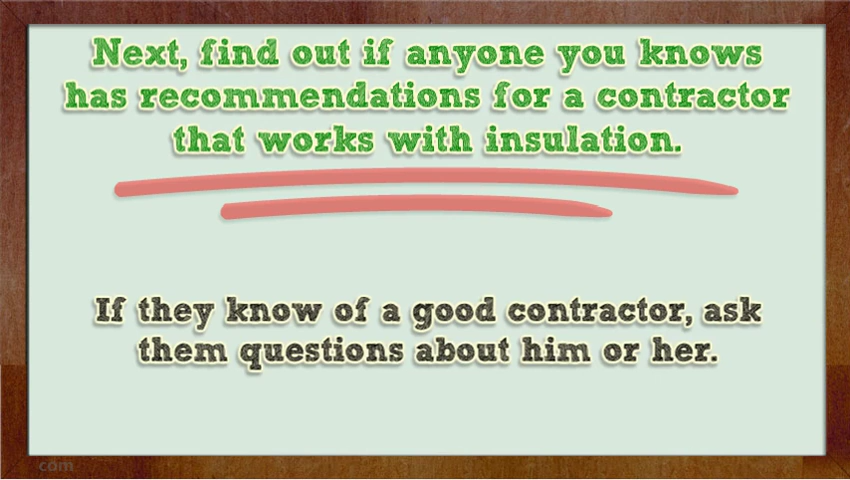 Next, find out if anyone you knows
has recommendations for a contractor
that works with insulation.
If they know of a good contractor, ask
them questions about him or her.
com